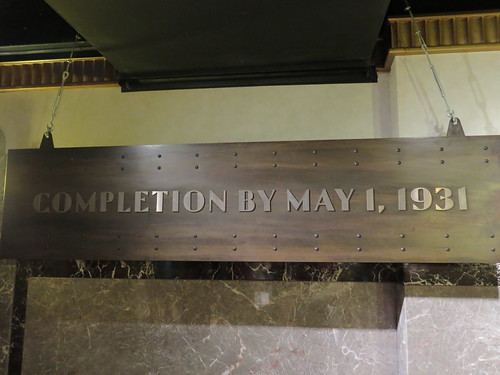 COMPLETION BY MAY 1, 1931